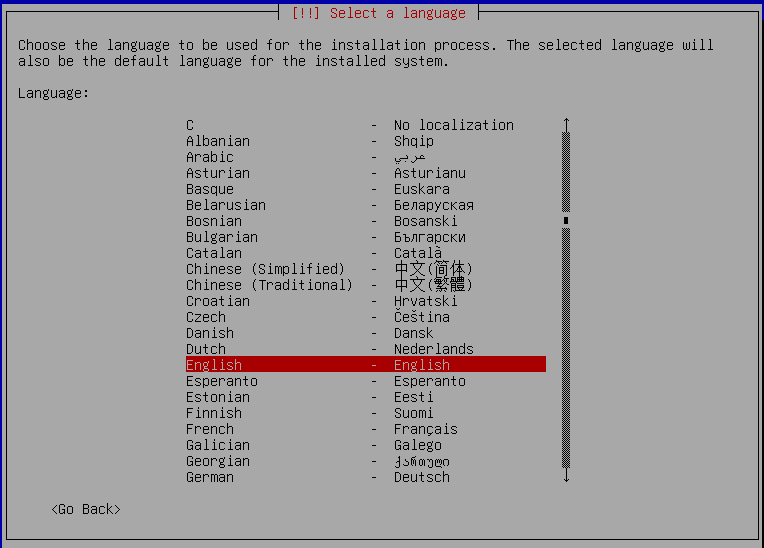 [!!] Select a language
Choose the language to be used for the installation process. The selected language will
also be the default language for the installed system.
Language:
C - No localization
Albanian - Shqip
Arabic - عربي
Asturian - Asturianu
Basque - Euskara
Belarusian - Беларуская
Bosnian - Bosanski
Bulgarian - Български
Catalan - Català
Chinese (Simplified) - 中文(简体)
Chinese (Traditional) - 中文(繁體)
Croatian - Hrvatski
Czech - Čeština
Danish - Dansk
Dutch - Nederlands
English - English
Esperanto - Esperanto
Estonian - Eesti
Finnish - Suomi
French - Français
Galician - Galego
Georgian - ქართული
German - Deutsch
<Go Back>